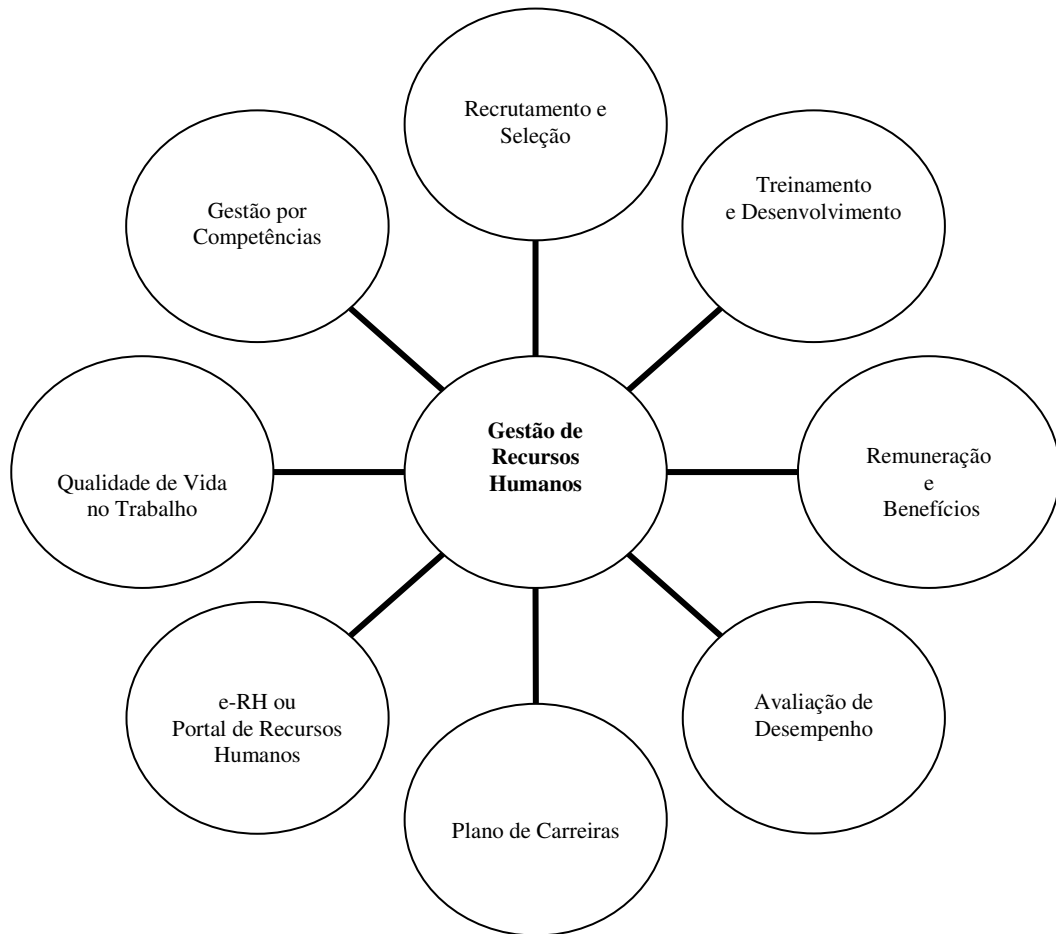 Recrutamento e
Seleção
Treinamento
e Desenvolvimento
Gestão por
Competências
Gestão de
Recursos
Humanos
Remuneração
e
Benefícios
Qualidade de Vida
no Trabalho
e-RH ou
Portal de Recursos
Humanos
Avaliação de
Desempenho
Plano de Carreiras